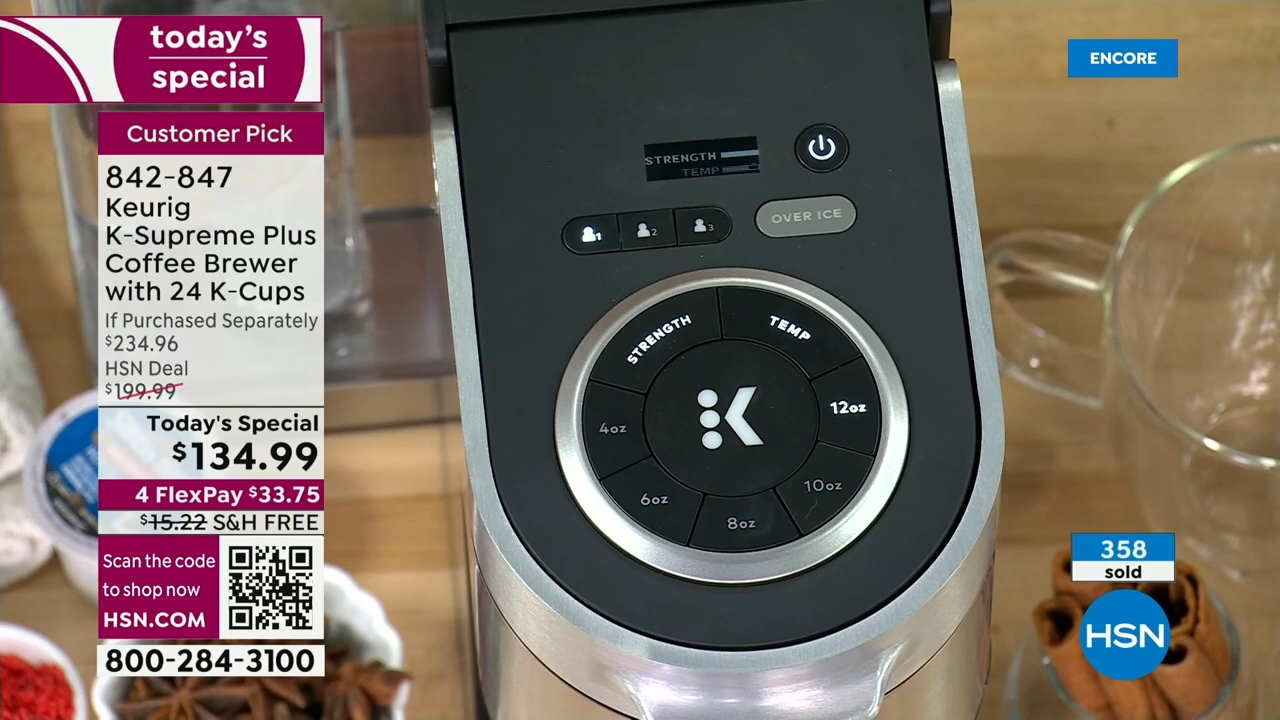 today's
special
Customer Pick
842-847
Keurig
K-Supreme Plus
Coffee Brewer
with 24 K-Cups
If Purchased Separately
$234.96
HSN Deal
$199.99
Today's Special
$134.99
4 FlexPay $33.75
$15.22 S&H FREE
Scan the code
to shop now
HSN.COM
800-284-3100
ENCORE
STRENGTH
TEMP
1 2 3
OVER ICE
STRENGTH TEMP
4oz 12oz
6oz 10oz
8oz
K
358
sold
HSN